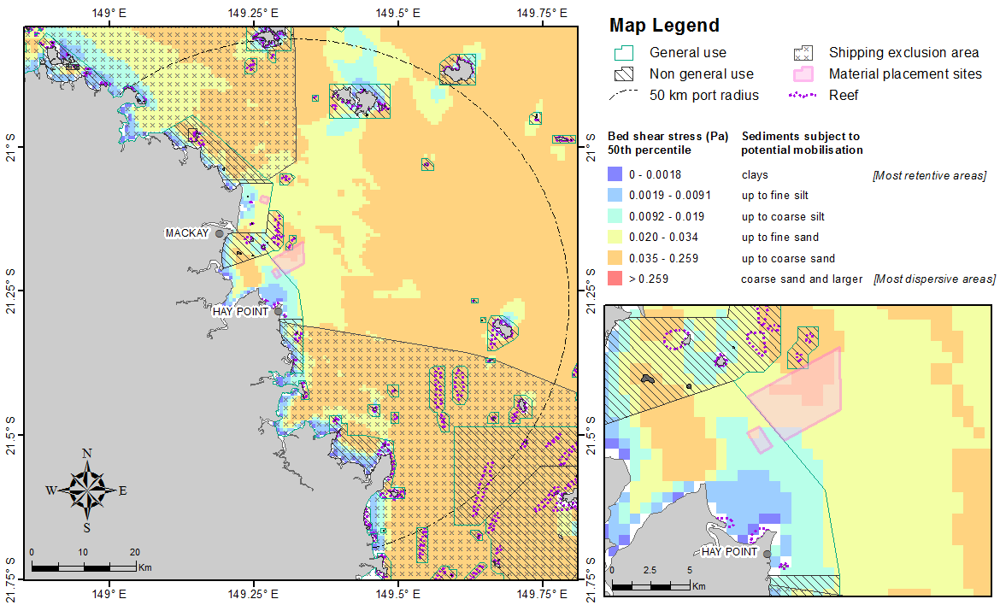 149° E
149.25° E
149.5° E
149.75° E
21° S
21.25° S
21.5° S
21.75° S
21° S
21.25° S
21.5° S
21.75° S
MACKAY
HAY POINT
N
W
E
S
0 10 20
Km
149° E
149.25° E
149.5° E
149.75° E
Map Legend
General use
Non general use
50 km port radius
Shipping exclusion area
Material placement sites
Reef
Bed shear stress (Pa) Sediments subject to
50th percentile potential mobilisation
0 - 0.0018 clays [Most retentive areas]
0.0019 - 0.0091 up to fine silt
0.0092 - 0.019 up to coarse silt
0.020 - 0.034 up to fine sand
0.035 - 0.259 up to coarse sand
> 0.259 coarse sand and larger [Most dispersive areas]
HAY POINT
0 2.5 5
Km